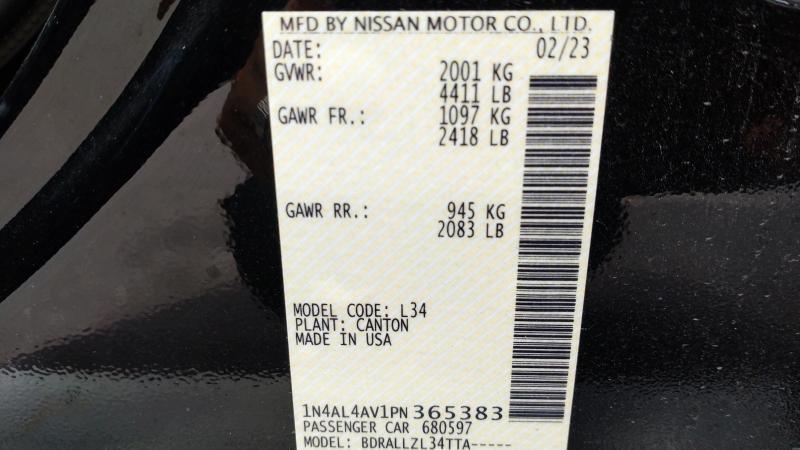 MFD BY NISSAN MOTOR CO., LTD.
DATE: 02/23
GVWR: 2001 KG
4411 LB
GAWR FR.: 1097 KG
2418 LB
GAWR RR.: 945 KG
2083 LB
MODEL CODE: L34
PLANT: CANTON
MADE IN USA
1N4AL4AV1PN365383
PASSENGER CAR 680597
MODEL: BDRALLZL34TTA-----